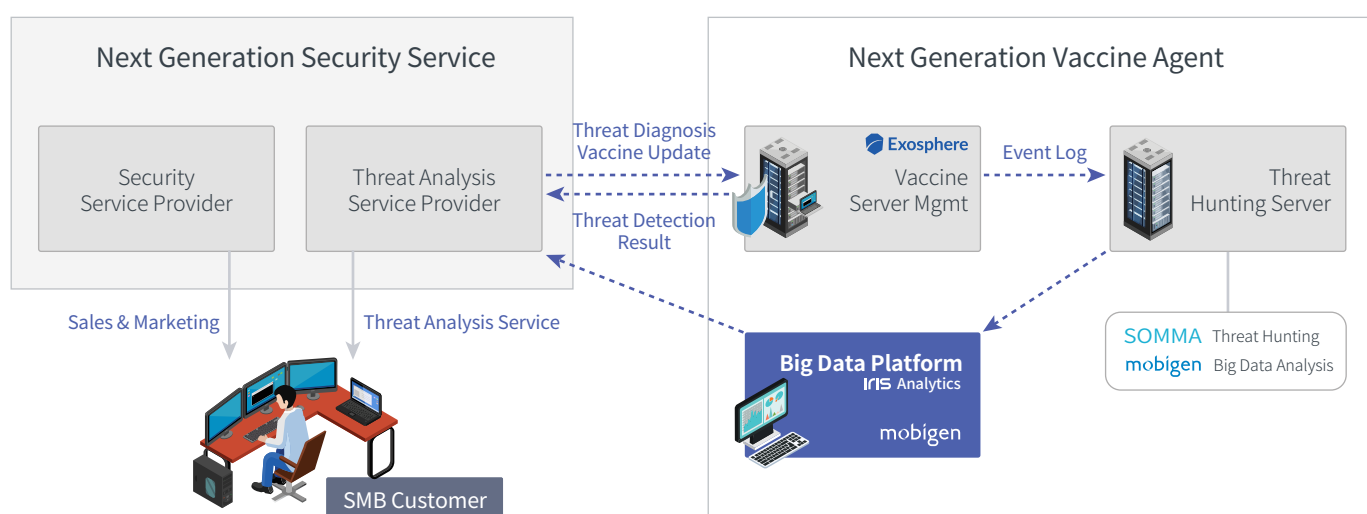 Next Generation Security Service
Next Generation Vaccine Agent
Security
Service Provider
Threat Analysis
Service Provider
Threat Diagnosis
Vaccine Update
Threat Detection
Result
Exosphere
Vaccine
Server Mgmt
Event Log
Threat
Hunting Server
Sales & Marketing
Threat Analysis Service
Big Data Platform
IRIS Analytics
mobigen
SOMMA Threat Hunting
mobigen Big Data Analysis
SMB Customer